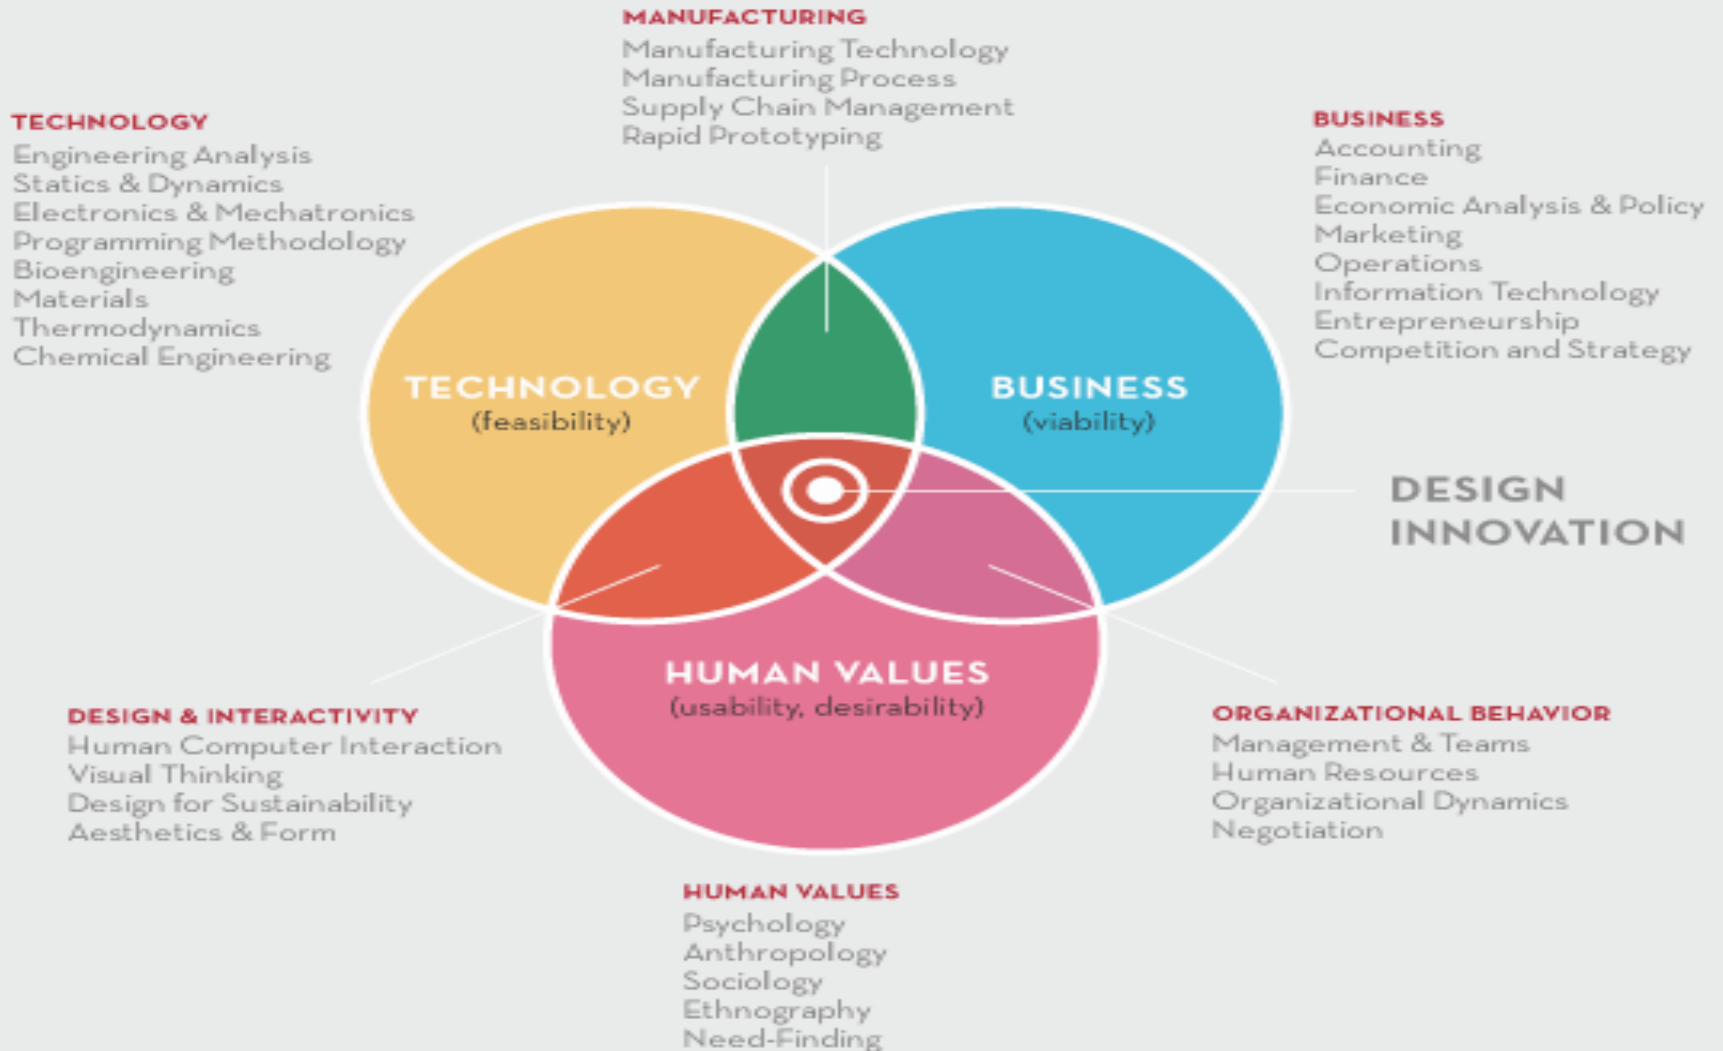 MANUFACTURING
Manufacturing Technology
Manufacturing Process
Supply Chain Management
Rapid Prototyping
TECHNOLOGY
Engineering Analysis
Statics & Dynamics
Electronics & Mechatronics
Programming Methodology
Bioengineering
Materials
Thermodynamics
Chemical Engineering
BUSINESS
Accounting
Finance
Economic Analysis & Policy
Marketing
Operations
Information Technology
Entrepreneurship
Competition and Strategy
TECHNOLOGY
(feasibility)
BUSINESS
(viability)
DESIGN
INNOVATION
HUMAN VALUES
(usability, desirability)
DESIGN & INTERACTIVITY
Human Computer Interaction
Visual Thinking
Design for Sustainability
Aesthetics & Form
ORGANIZATIONAL BEHAVIOR
Management & Teams
Human Resources
Organizational Dynamics
Negotiation
HUMAN VALUES
Psychology
Anthropology
Sociology
Ethnography
Need-Finding